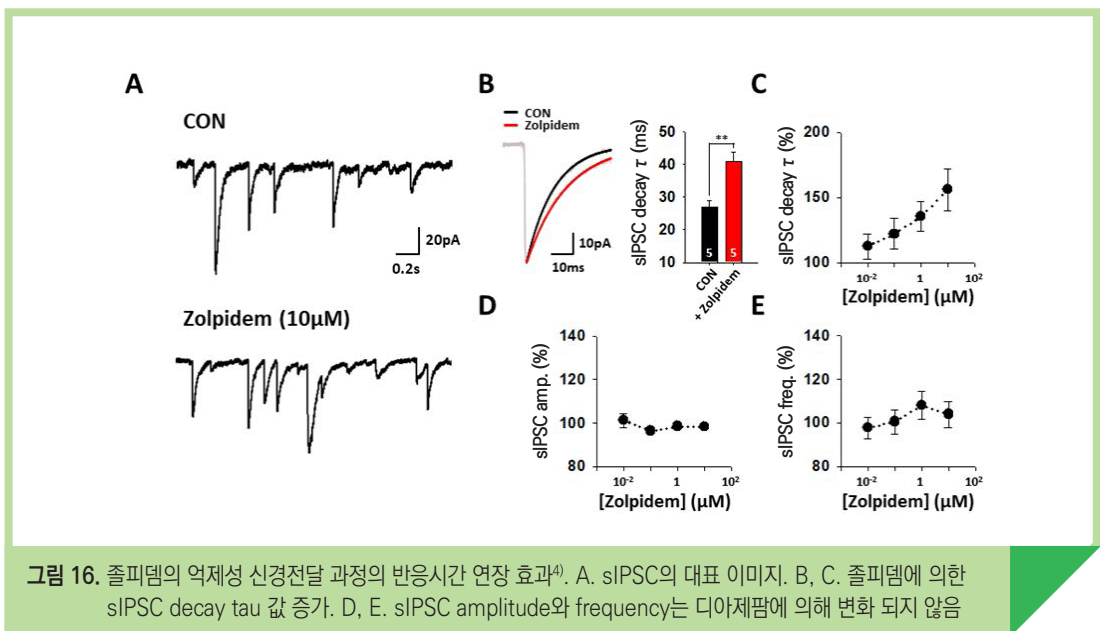 A
CON
20pA
0.2s
Zolpidem (10μM)
B
CON
Zolpidem
10pA
10ms
sIPSC decay τ (ms)
50
40
30
20
10
**
5
5
CON
+ Zolpidem
C
sIPSC decay τ (%)
200
150
100
10⁻²
1
10²
[Zolpidem] (μM)
D
sIPSC amp. (%)
140
120
100
80
10⁻²
1
10²
[Zolpidem] (μM)
E
sIPSC freq. (%)
140
120
100
80
10⁻²
1
10²
[Zolpidem] (μM)
그림 16. 졸피뎀의 억제성 신경전달 과정의 반응시간 연장 효과⁴⁾. A. sIPSC의 대표 이미지. B, C. 졸피뎀에 의한
sIPSC decay tau 값 증가. D, E. sIPSC amplitude와 frequency는 디아제팜에 의해 변화 되지 않음